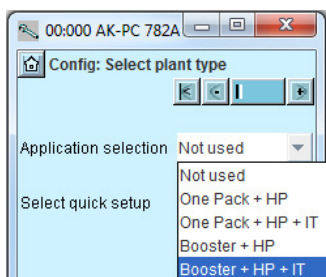 00:000 AK-PC 782A
Config: Select plant type
Application selection Not used
Not used
Select quick setup
One Pack + HP
One Pack + HP + IT
Booster + HP
Booster + HP + IT